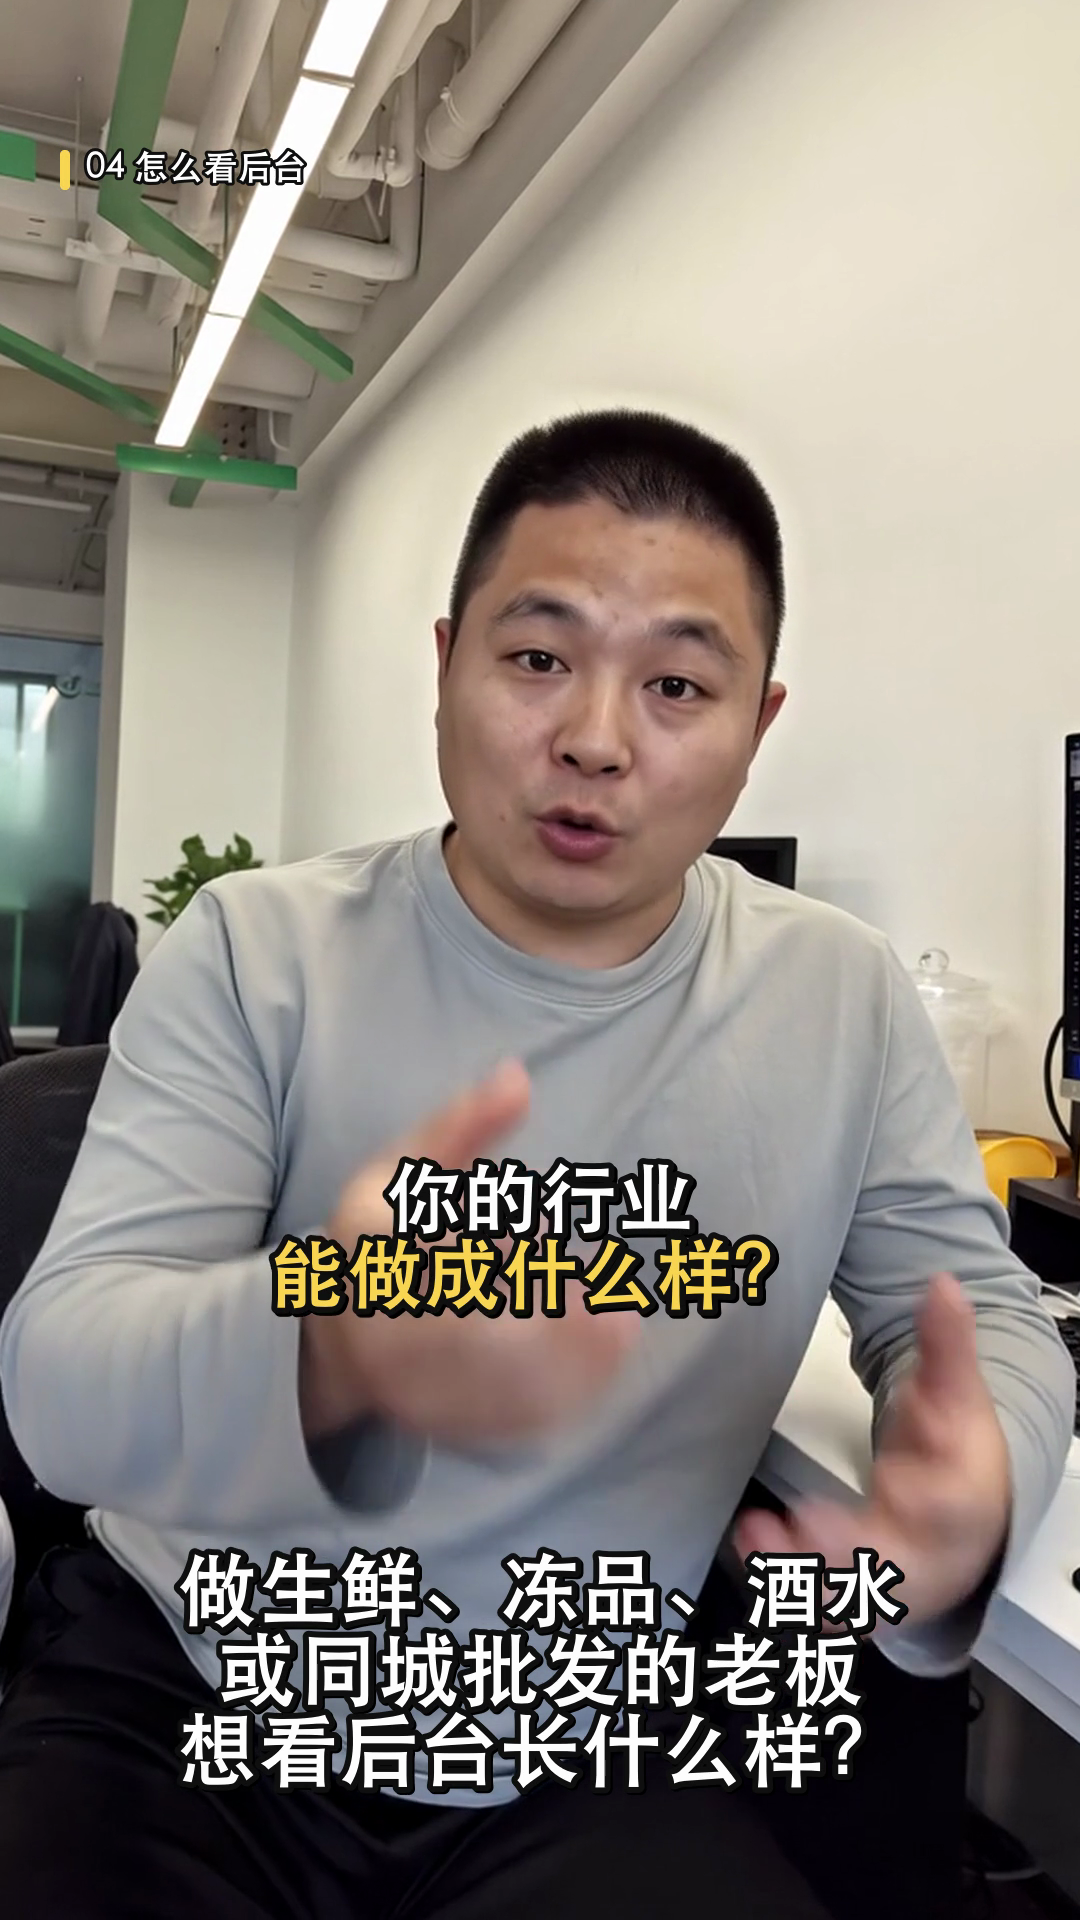 04 怎么看后台
你的行业
能做成什么样?
做生鲜、冻品、酒水
或同城批发的老板
想看后台长什么样?